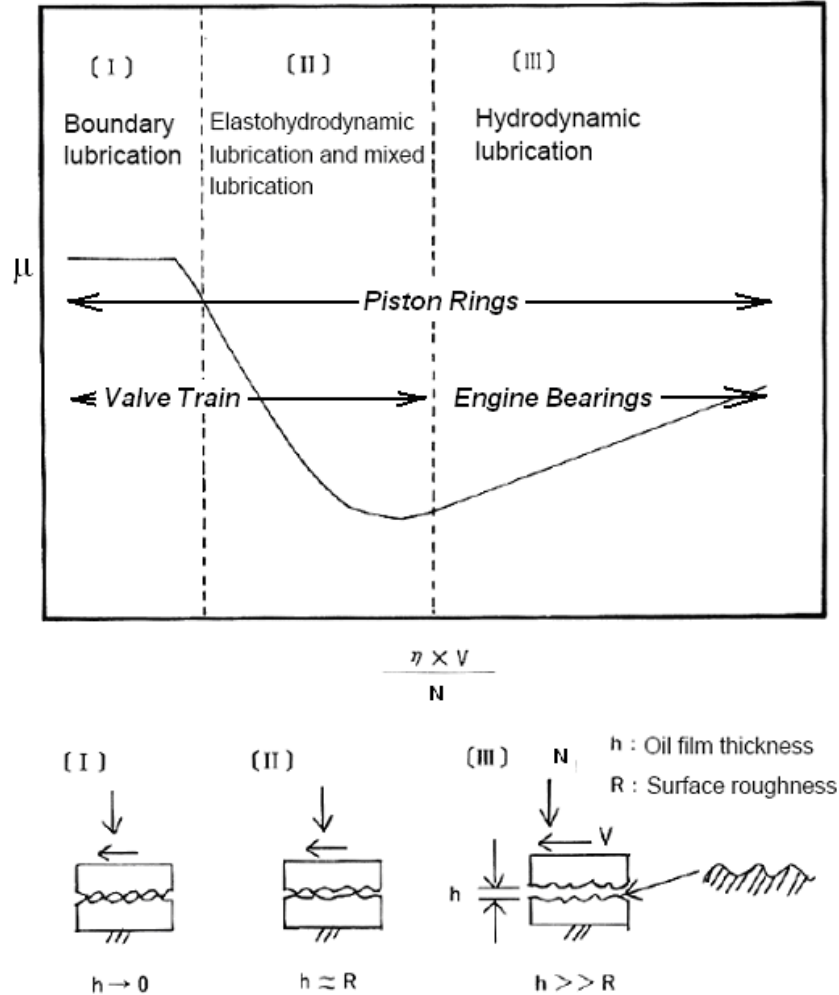 (I)
(II)
(III)
Boundary
lubrication
Elastohydrodynamic
lubrication and mixed
lubrication
Hydrodynamic
lubrication
μ
Piston Rings
Valve Train
Engine Bearings
η × V
N
(I)
(II)
(III)
N
h : Oil film thickness
R : Surface roughness
V
h
h → 0
h ≈ R
h >> R